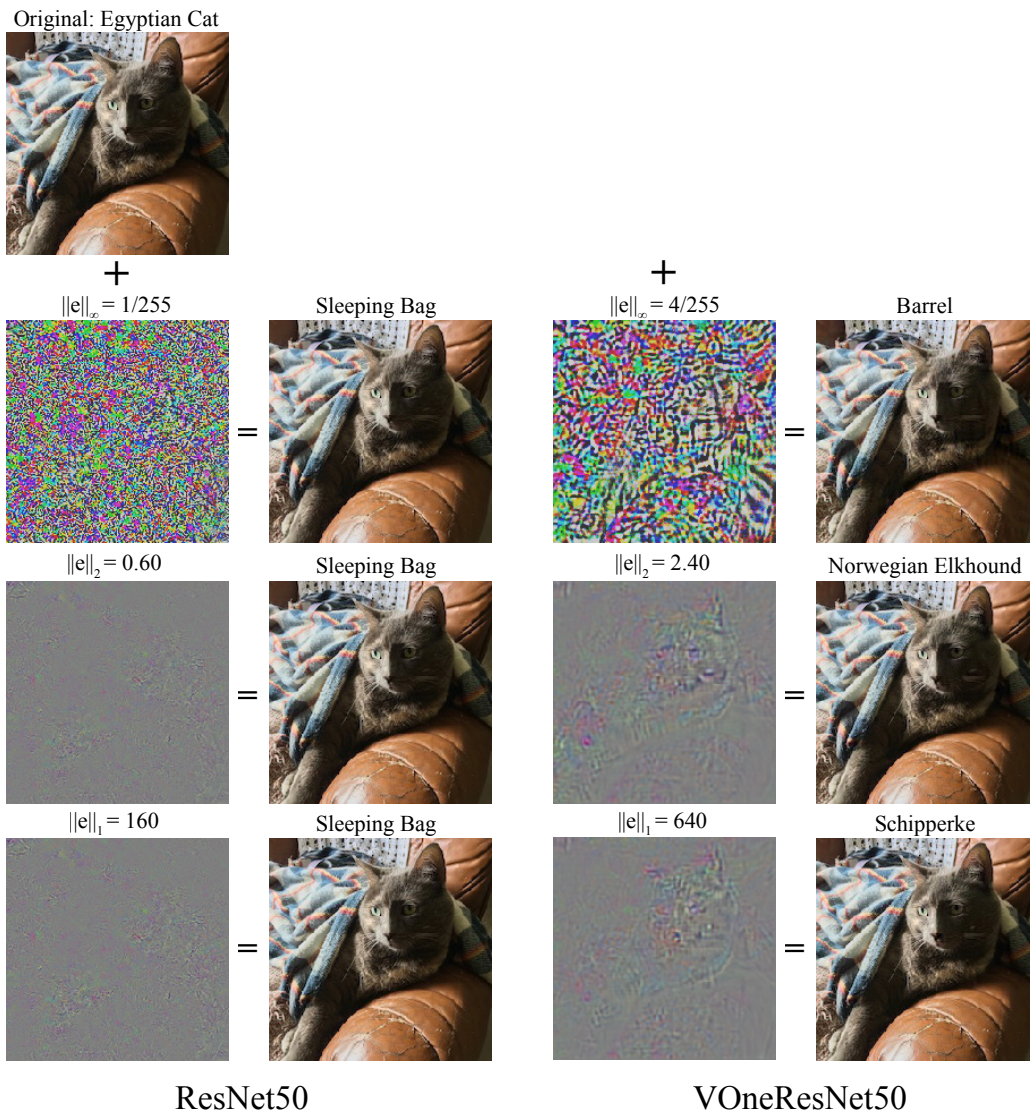 Original: Egyptian Cat
+ +
||e||∞ = 1/255 Sleeping Bag ||e||∞ = 4/255 Barrel
= =
||e||₂ = 0.60 Sleeping Bag ||e||₂ = 2.40 Norwegian Elkhound
= =
||e||₁ = 160 Sleeping Bag ||e||₁ = 640 Schipperke
= =
ResNet50 VOneResNet50